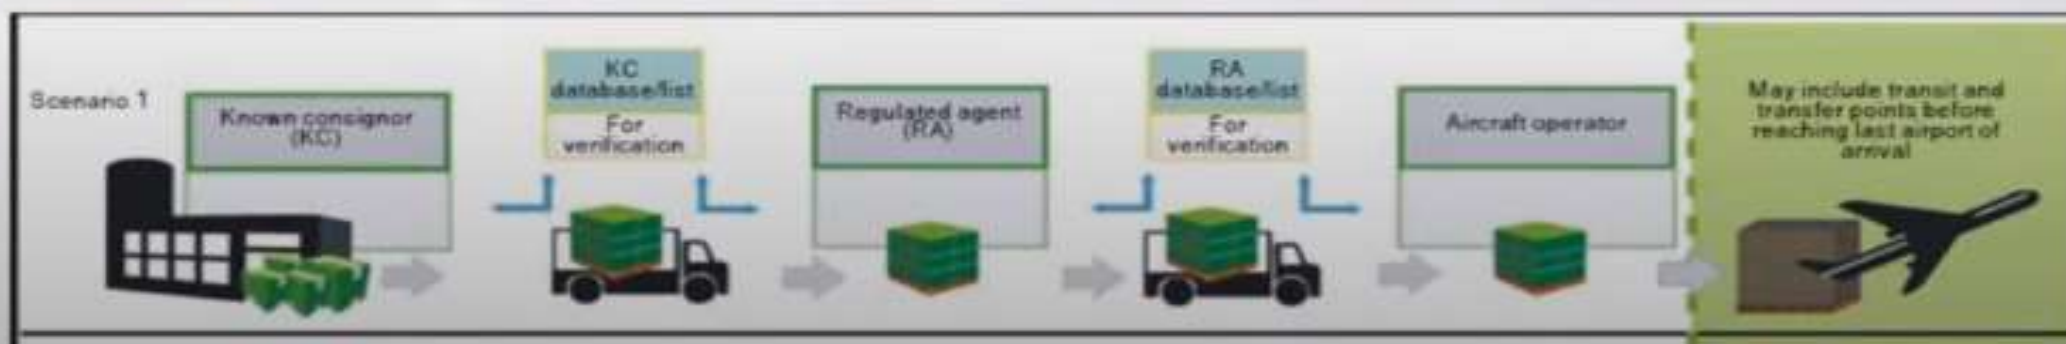 Scenario 1
Known consignor
(KC)
KC
database/list
For
verification
Regulated agent
(RA)
RA
database/list
For
verification
Aircraft operator
May include transit and
transfer points before
reaching last airport of
arrival